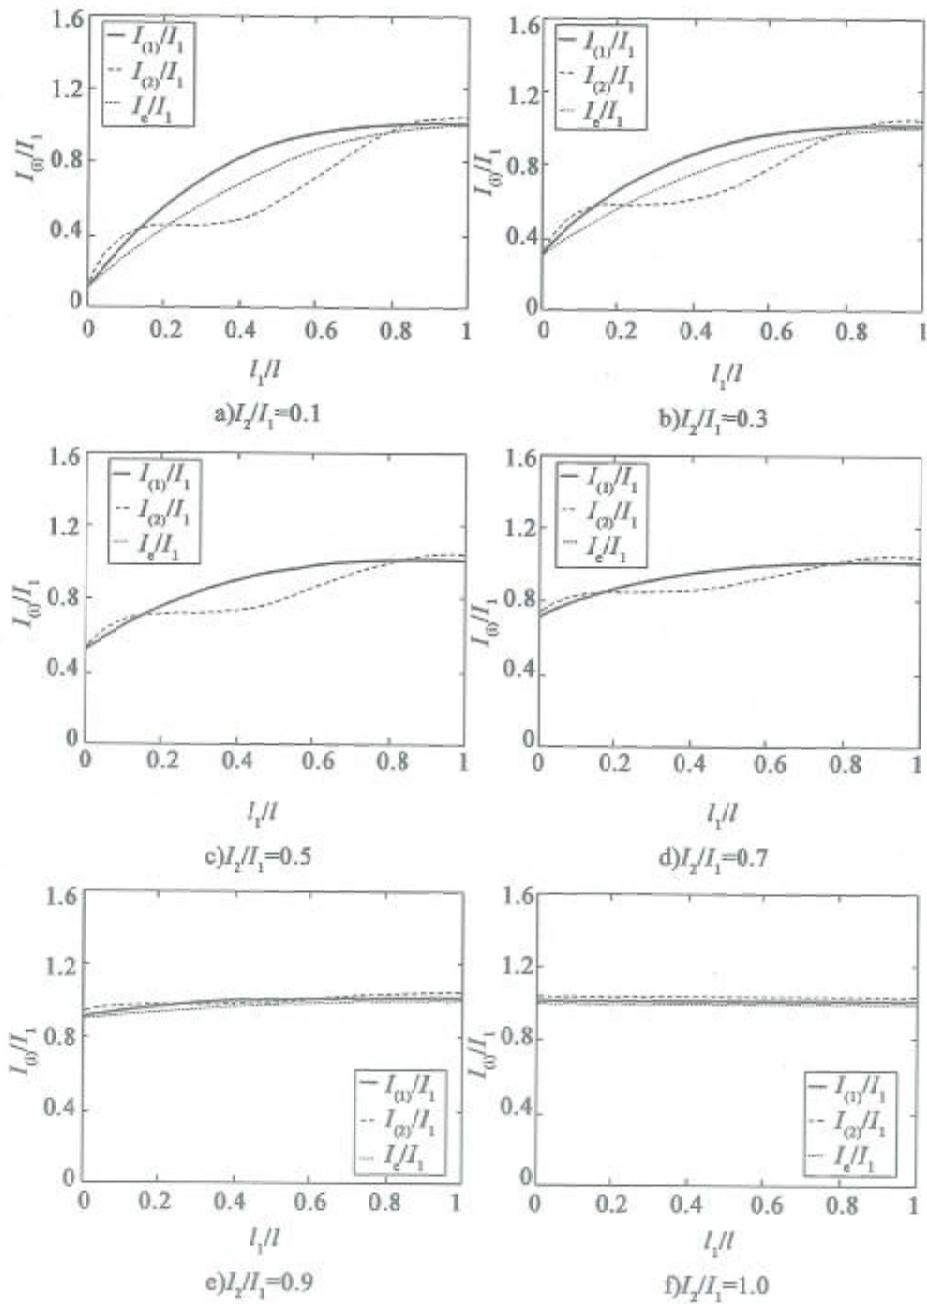 1.6
1.2
0.8
0.4
0
I(i)/I1
I(1)/I1
I(2)/I1
Ie/I1
0 0.2 0.4 0.6 0.8 1
l1/l
a)I2/I1=0.1
1.6
1.2
0.8
0.4
0
I(i)/I1
I(1)/I1
I(2)/I1
Ie/I1
0 0.2 0.4 0.6 0.8 1
l1/l
b)I2/I1=0.3
1.6
1.2
0.8
0.4
0
I(i)/I1
I(1)/I1
I(2)/I1
Ie/I1
0 0.2 0.4 0.6 0.8 1
l1/l
c)I2/I1=0.5
1.6
1.2
0.8
0.4
0
I(i)/I1
I(1)/I1
I(2)/I1
Ie/I1
0 0.2 0.4 0.6 0.8 1
l1/l
d)I2/I1=0.7
1.6
1.2
0.8
0.4
0
I(i)/I1
I(1)/I1
I(2)/I1
Ie/I1
0 0.2 0.4 0.6 0.8 1
l1/l
e)I2/I1=0.9
1.6
1.2
0.8
0.4
0
I(i)/I1
I(1)/I1
I(2)/I1
Ie/I1
0 0.2 0.4 0.6 0.8 1
l1/l
f)I2/I1=1.0